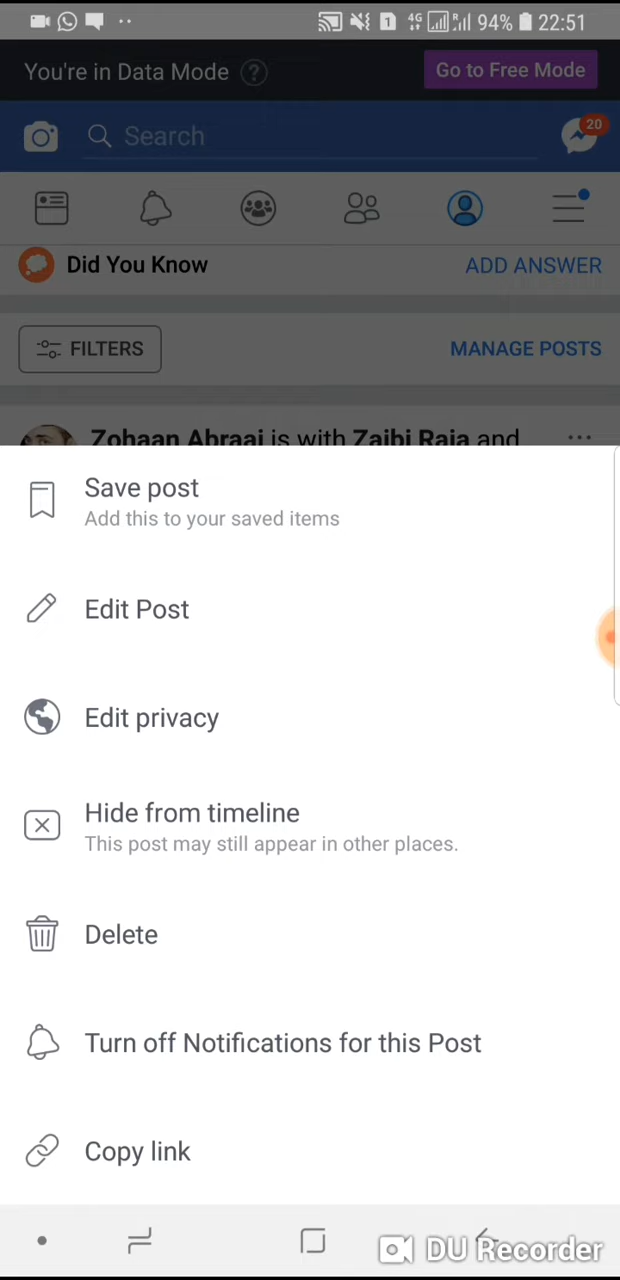 1 4G R 94% 22:51
You're in Data Mode ? Go to Free Mode
Search 20
Did You Know ADD ANSWER
FILTERS MANAGE POSTS
Zohaan Abraai is with Zaibi Raja and
Save post
Add this to your saved items
Edit Post
Edit privacy
Hide from timeline
This post may still appear in other places.
Delete
Turn off Notifications for this Post
Copy link
DU Recorder